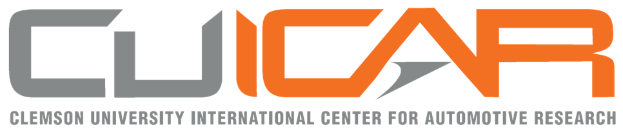 CUICAR
CLEMSON UNIVERSITY INTERNATIONAL CENTER FOR AUTOMOTIVE RESEARCH